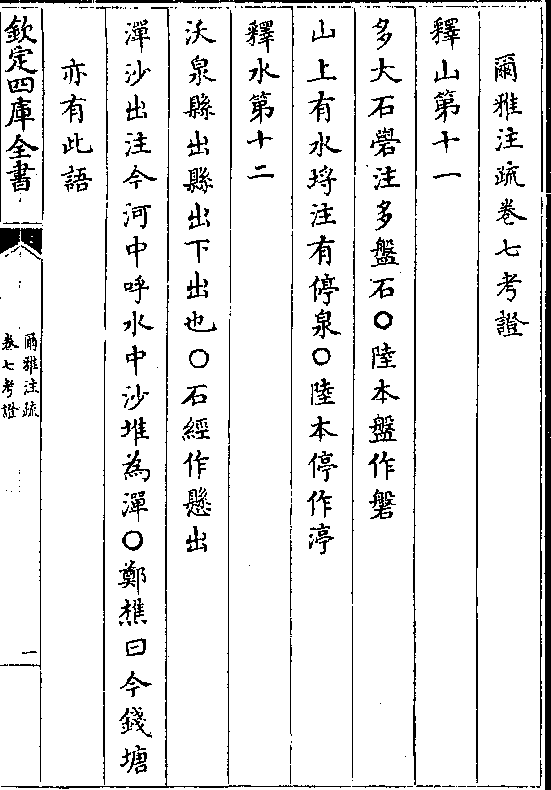 爾雅注疏卷七考證
釋山第十一
多大石礐注多盤石○陸本盤作磐
山上有水埒注有停泉○陸本停作渟
釋水第十二
沃泉縣出縣出下出也○石經作懸出
潬沙出注今河中呼水中沙堆為潬○鄭樵曰今錢塘
亦有此語
欽定四庫全書
爾雅注疏
卷七考證
一